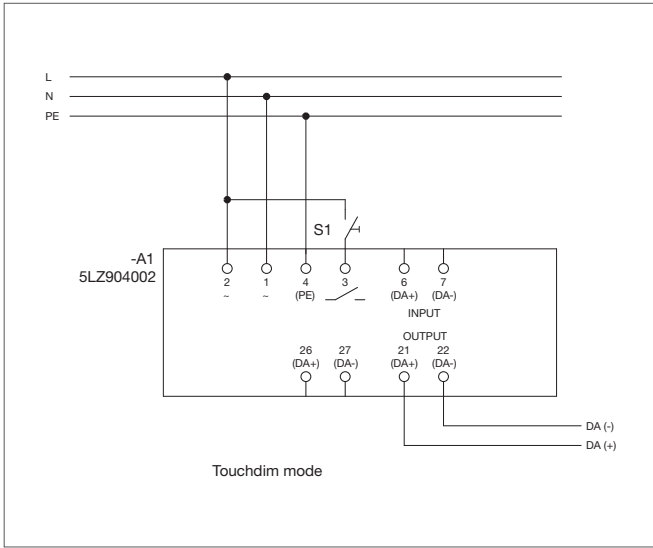 L
N
PE
S1
-A1
5LZ904002
2 1 4 3 6 7
~ ~ (PE) (DA+) (DA-)
INPUT
OUTPUT
26 27 21 22
(DA+) (DA-) (DA+) (DA-)
DA (-)
DA (+)
Touchdim mode